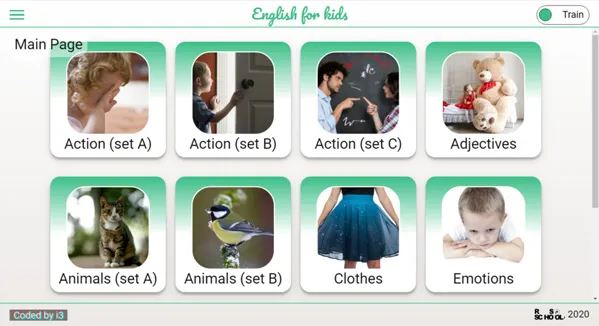 English for kids
Train
Main Page
Action (set A)
Action (set B)
Action (set C)
Adjectives
Animals (set A)
Animals (set B)
Clothes
Emotions
Coded by i3
RS SCHOOL, 2020